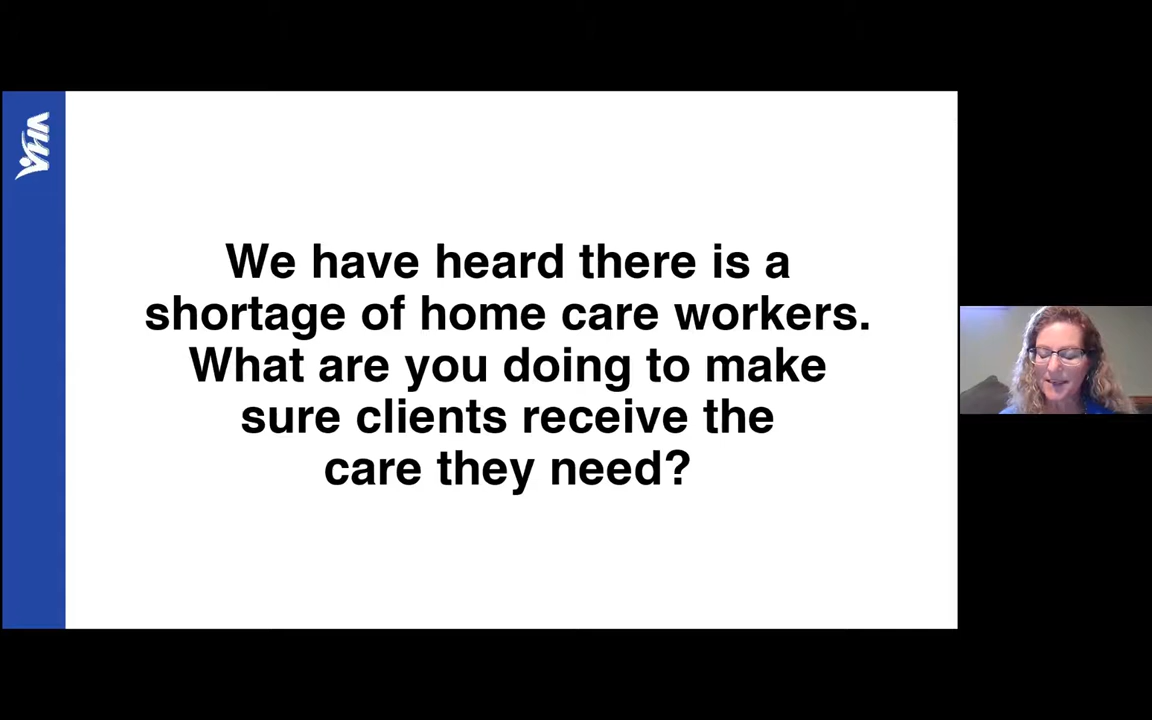 VHA
We have heard there is a
shortage of home care workers.
What are you doing to make
sure clients receive the
care they need?